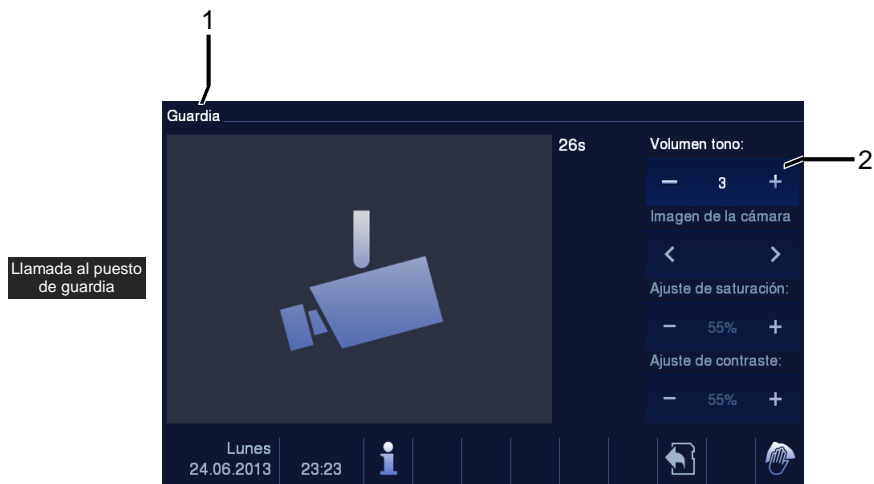 1
Guardia
26s
Volumen tono:
− 3 +
2
Imagen de la cámara
< >
Llamada al puesto
de guardia
Ajuste de saturación:
− 55% +
Ajuste de contraste:
− 55% +
Lunes
24.06.2013
23:23
i